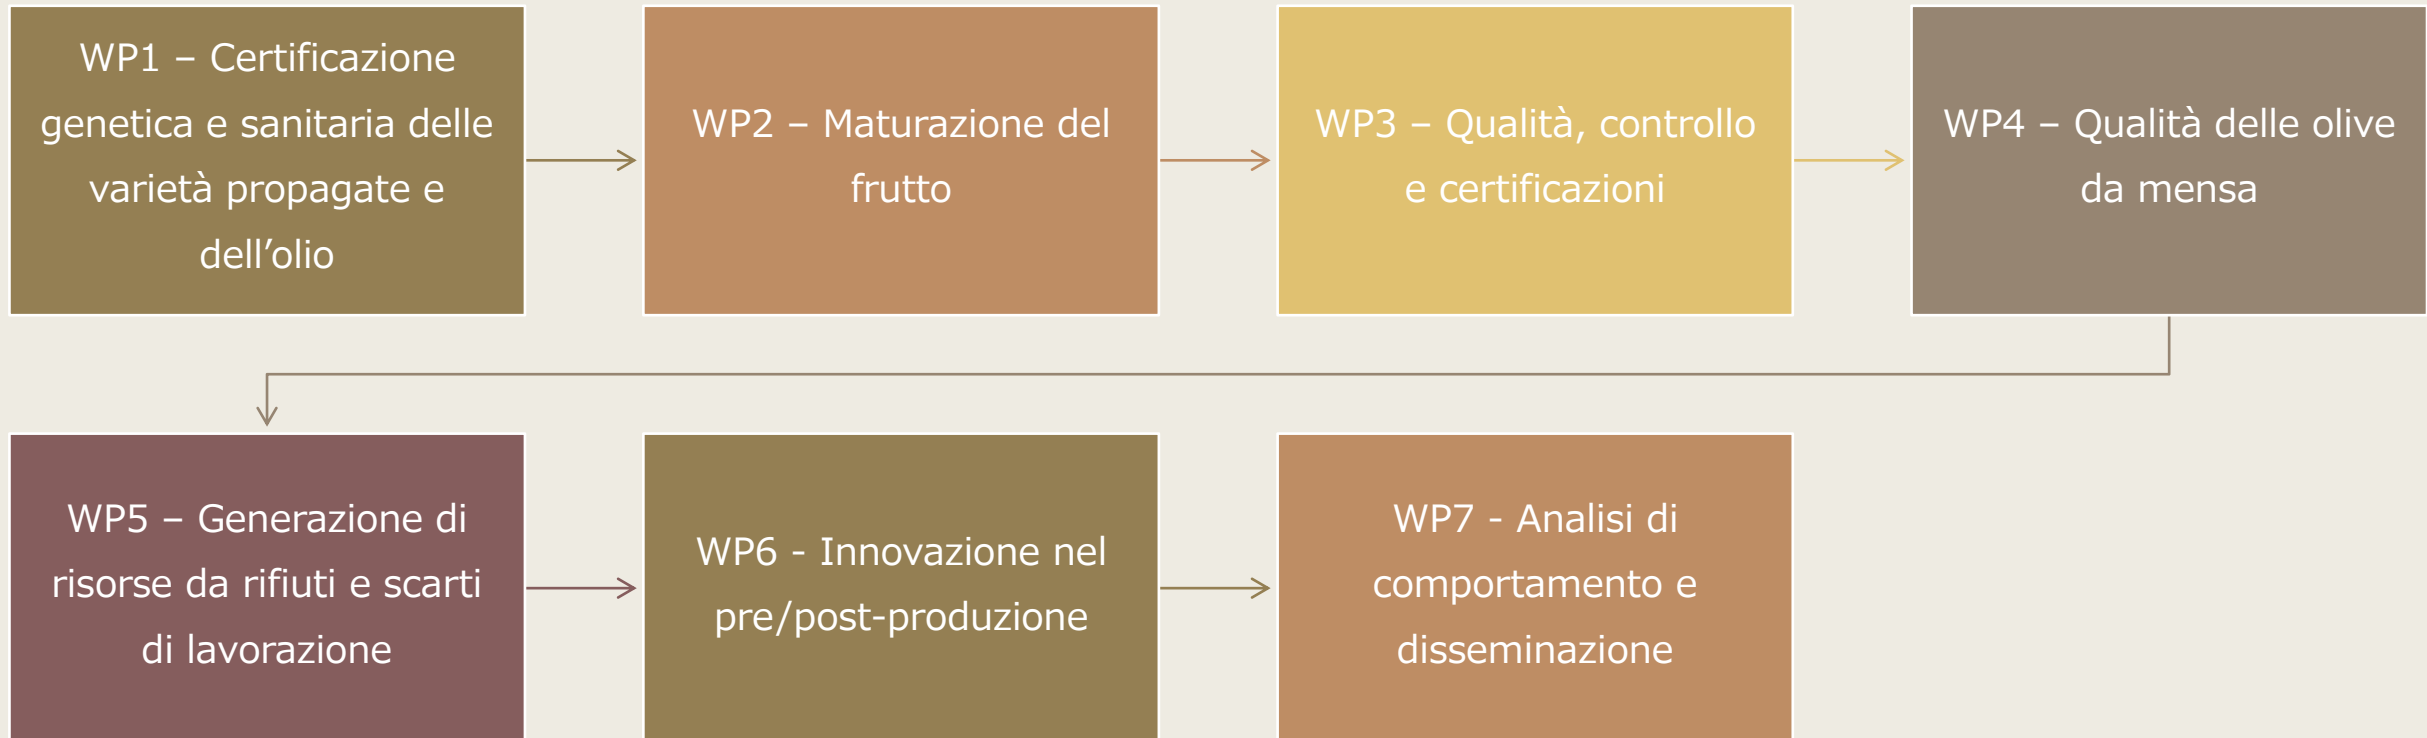 WP1 – Certificazione
genetica e sanitaria delle
varietà propagate e
dell’olio
WP2 – Maturazione del
frutto
WP3 – Qualità, controllo
e certificazioni
WP4 – Qualità delle olive
da mensa
WP5 – Generazione di
risorse da rifiuti e scarti
di lavorazione
WP6 - Innovazione nel
pre/post-produzione
WP7 - Analisi di
comportamento e
disseminazione